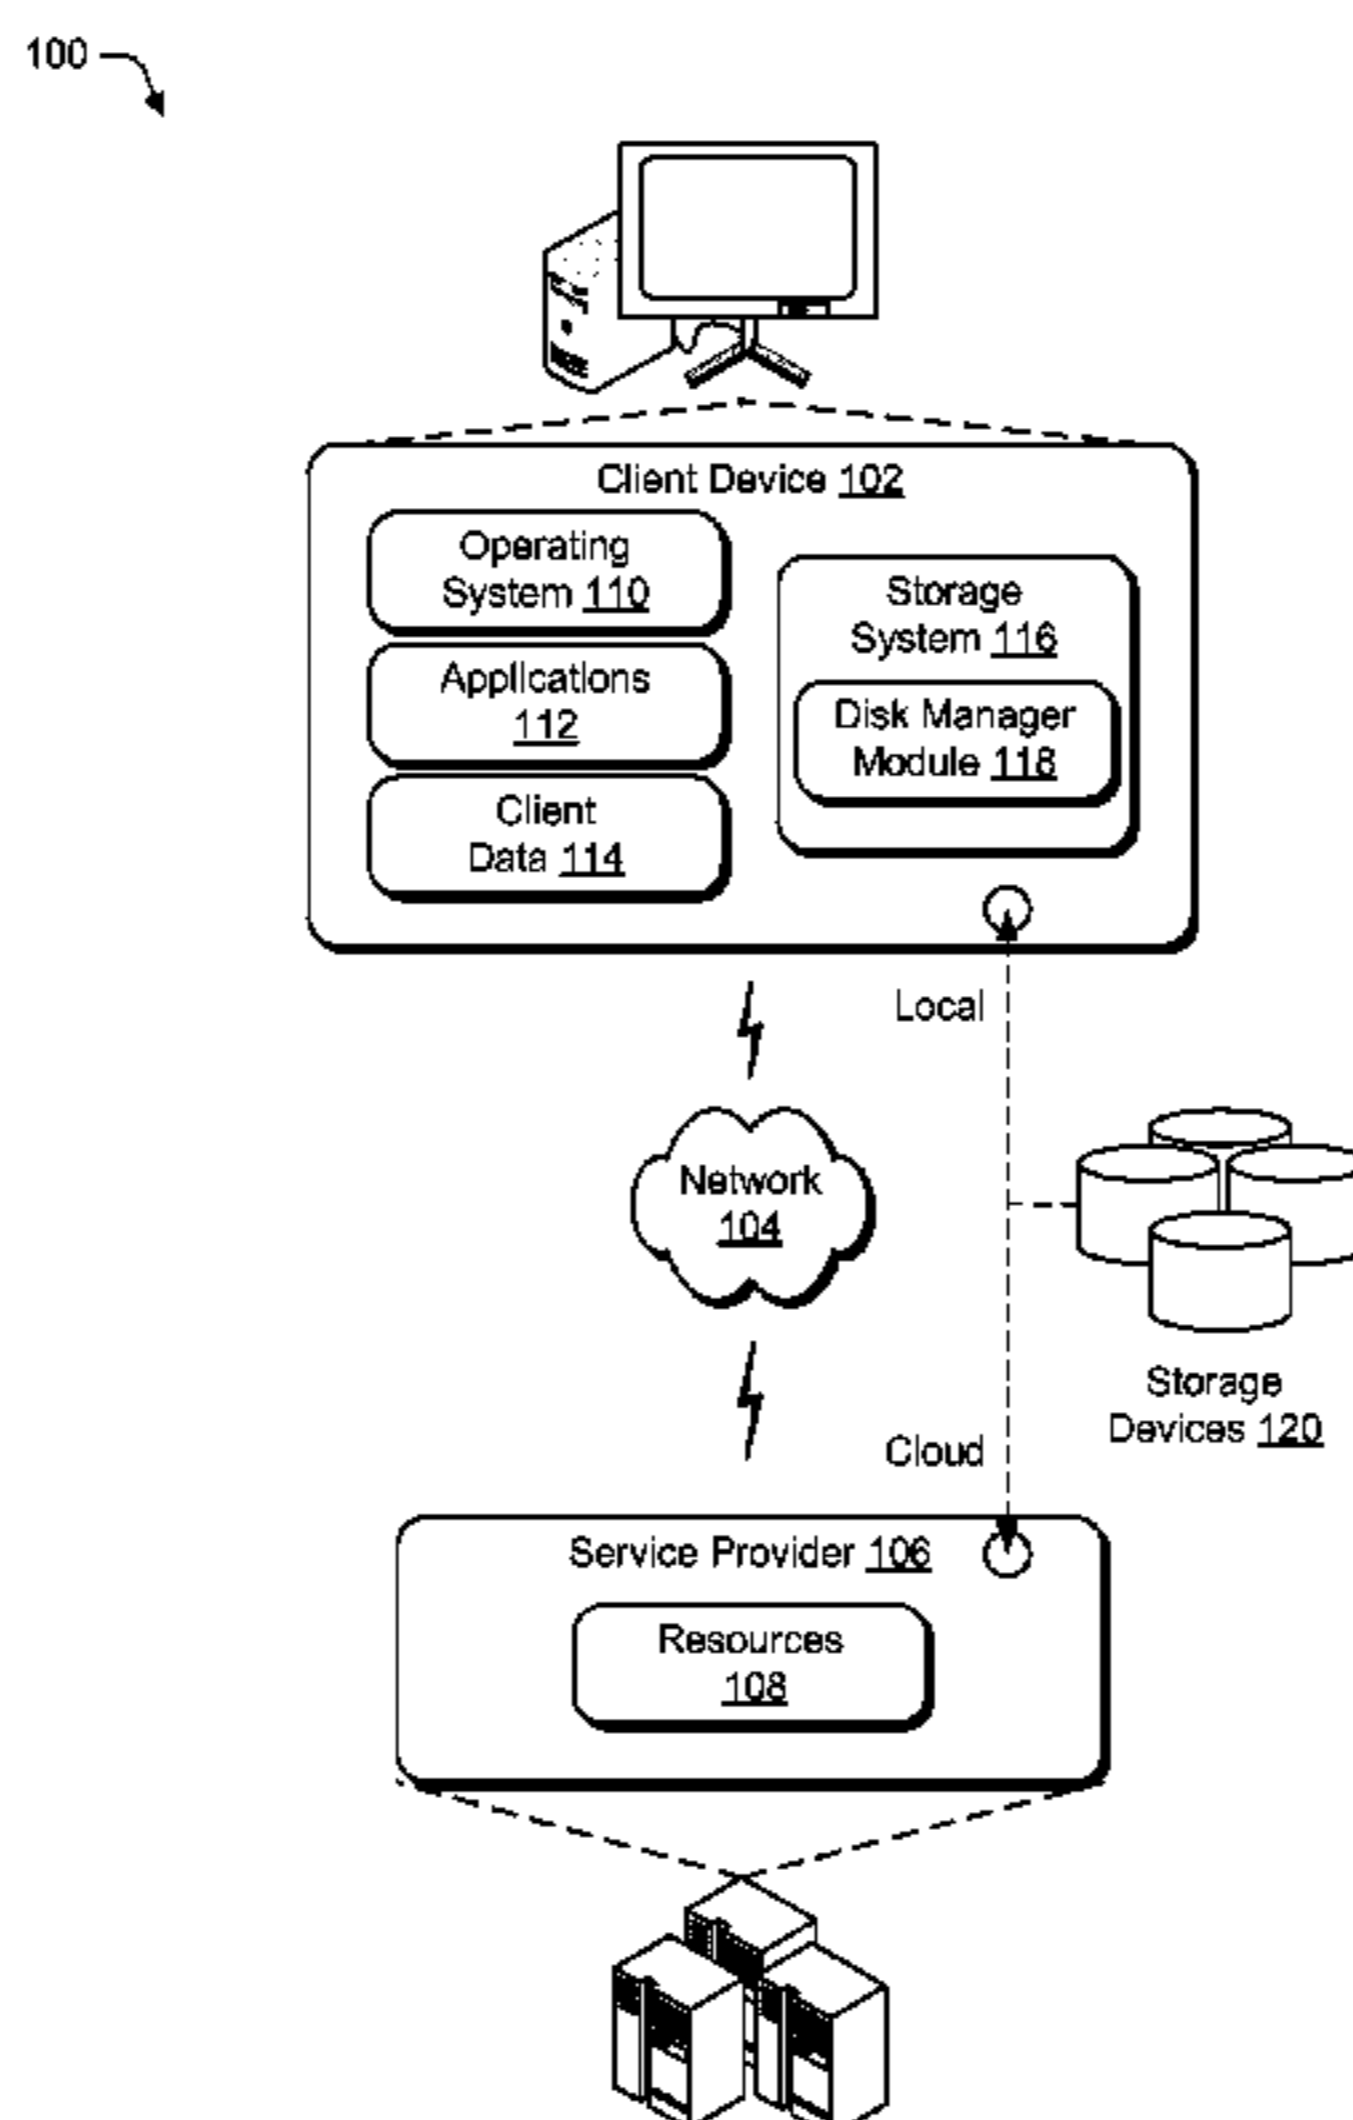 100
Client Device 102
Operating
System 110
Applications
112
Client
Data 114
Storage
System 116
Disk Manager
Module 118
Local
Network
104
Storage
Devices 120
Cloud
Service Provider 106
Resources
108